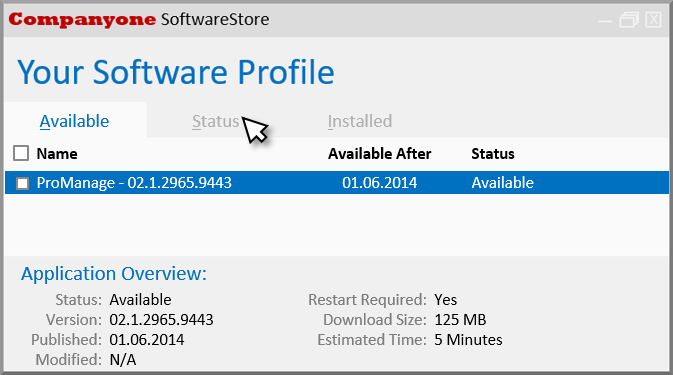 Companyone SoftwareStore
Your Software Profile
Available Status Installed
Name Available After Status
ProManage - 02.1.2965.9443 01.06.2014 Available
Application Overview:
Status: Available Restart Required: Yes
Version: 02.1.2965.9443 Download Size: 125 MB
Published: 01.06.2014 Estimated Time: 5 Minutes
Modified: N/A